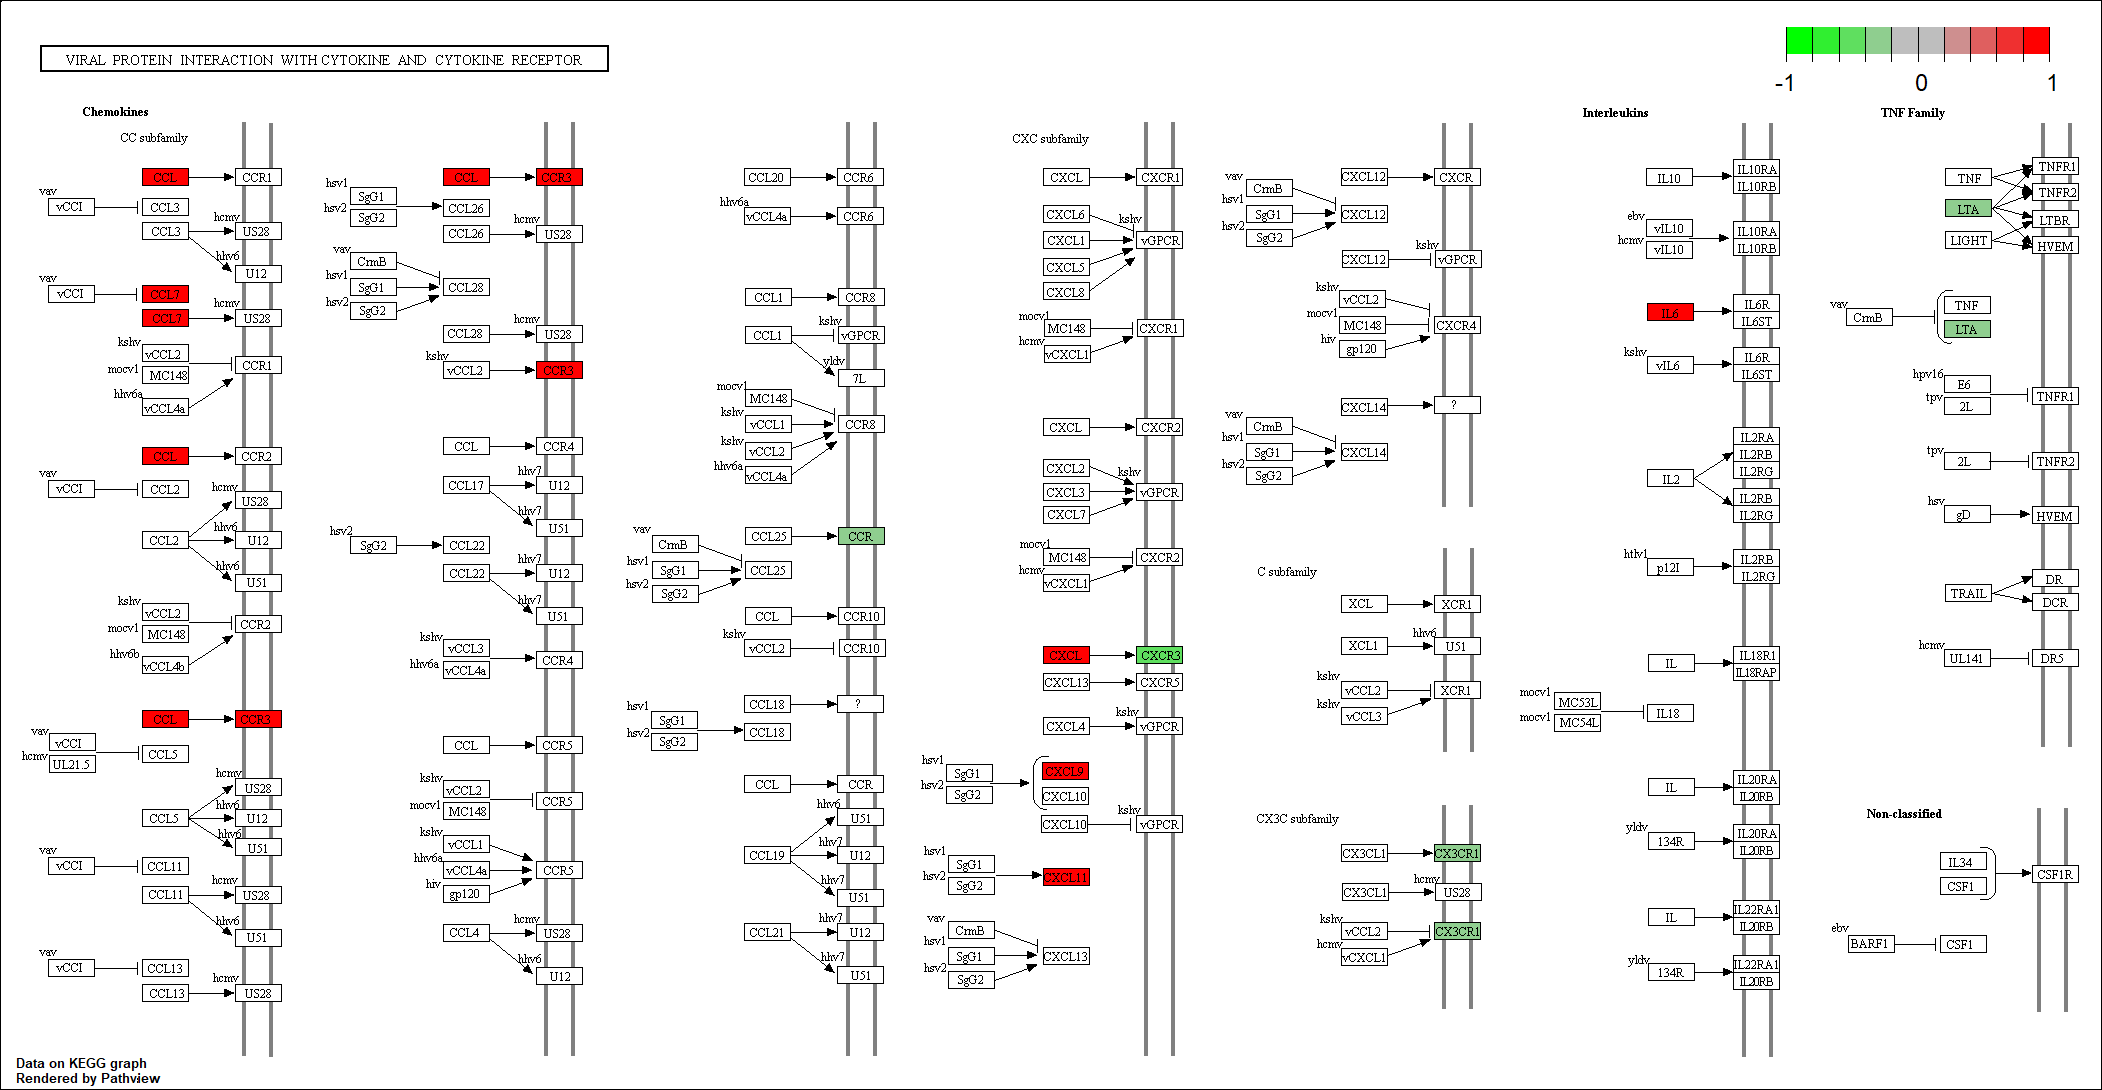 VIRAL PROTEIN INTERACTION WITH CYTOKINE AND CYTOKINE RECEPTOR
-1 0 1
Chemokines
CC subfamily
CCL CCR1
vav
vCCI CCL3
CCL3
hcmv
US28
hhv6
U12
vav
vCCI CCL7
CCL7
hcmv
US28
kshv
vCCL2
mocv1
MC148
CCR1
hhv6a
vCCL4a
CCL CCR2
vav
vCCI CCL2
hcmv
US28
CCL2
hhv6
U12
hhv6
U51
kshv
vCCL2
mocv1
MC148
CCR2
hhv6b
vCCL4b
CCL CCR3
vav
vCCI
hcmv
UL21.5
CCL5
hcmv
US28
CCL5
hhv6
U12
hhv6
U51
vav
vCCI CCL11
CCL11
hcmv
US28
hhv6
U51
vav
vCCI CCL13
CCL13
hcmv
US28
CCL CCR3
hsv1
SgG1
hsv2
SgG2
CCL26
CCL26
hcmv
US28
vav
CrmB
hsv1
SgG1
hsv2
SgG2
CCL28
CCL28
hcmv
US28
kshv
vCCL2 CCR3
CCL CCR4
CCL17
hhv7
U12
hhv7
U51
hsv2
SgG2 CCL22
CCL22
hhv7
U12
hhv7
U51
kshv
vCCL3
hhv6a
vCCL4a
CCR4
CCL CCR5
kshv
vCCL2
mocv1
MC148
CCR5
kshv
vCCL1
hhv6a
vCCL4a
hiv
gp120
CCR5
CCL4
hcmv
US28
hhv6
U12
CCL20 CCR6
hhv6a
vCCL4a CCR6
CCL1 CCR8
CCL1
kshv
vGPCR
yldv
7L
mocv1
MC148
kshv
vCCL1
kshv
vCCL2
hhv6a
vCCL4a
CCR8
CCL25 CCR
vav
CrmB
hsv1
SgG1
hsv2
SgG2
CCL25
CCL CCR10
kshv
vCCL2 CCR10
CCL18 ?
hsv1
SgG1
hsv2
SgG2
CCL18
CCL CCR
hhv6
U51
CCL19
hhv7
U12
hhv7
U51
CCL21
hhv7
U12
hhv7
U51
CXC subfamily
CXCL CXCR1
CXCL6
CXCL1
CXCL5
CXCL8
kshv
vGPCR
mocv1
MC148
hcmv
vCXCL1
CXCR1
CXCL CXCR2
CXCL2
CXCL3
CXCL7
kshv
vGPCR
mocv1
MC148
hcmv
vCXCL1
CXCR2
CXCL CXCR3
CXCL13 CXCR5
CXCL4
kshv
vGPCR
hsv1
SgG1
hsv2
SgG2
CXCL9
CXCL10
CXCL10
kshv
vGPCR
hsv1
SgG1
hsv2
SgG2
CXCL11
vav
CrmB
hsv1
SgG1
hsv2
SgG2
CXCL13
CXCL12 CXCR
vav
CrmB
hsv1
SgG1
hsv2
SgG2
CXCL12
CXCL12
kshv
vGPCR
kshv
vCCL2
mocv1
MC148
hiv
gp120
CXCR4
CXCL14 ?
vav
CrmB
hsv1
SgG1
hsv2
SgG2
CXCL14
C subfamily
XCL XCR1
XCL1
hhv6
U51
kshv
vCCL2
kshv
vCCL3
XCR1
CX3C subfamily
CX3CL1 CX3CR1
CX3CL1
hcmv
US28
kshv
vCCL2
hcmv
vCXCL1
CX3CR1
Interleukins
IL10
IL10RA
IL10RB
ebv
vIL10
hcmv
vIL10
IL10RA
IL10RB
IL6
IL6R
IL6ST
kshv
vIL6
IL6R
IL6ST
IL2
IL2RA
IL2RB
IL2RG
IL2RB
IL2RG
htlv1
p12I
IL2RB
IL2RG
IL
IL18R1
IL18RAP
mocv1
MC53L
mocv1
MC54L
IL18
IL
IL20RA
IL20RB
yldv
134R
IL20RA
IL20RB
IL
IL22RA1
IL20RB
yldv
134R
IL22RA1
IL20RB
TNF Family
TNF
LTA
LIGHT
TNFR1
TNFR2
LTBR
HVEM
vav
CrmB
TNF
LTA
hpv16
E6
tpv
2L
TNFR1
tpv
2L TNFR2
hsv
gD HVEM
TRAIL
DR
DCR
hcmv
UL141 DR5
Non-classified
IL34
CSF1
CSF1R
ebv
BARF1 CSF1
Data on KEGG graph
Rendered by Pathview